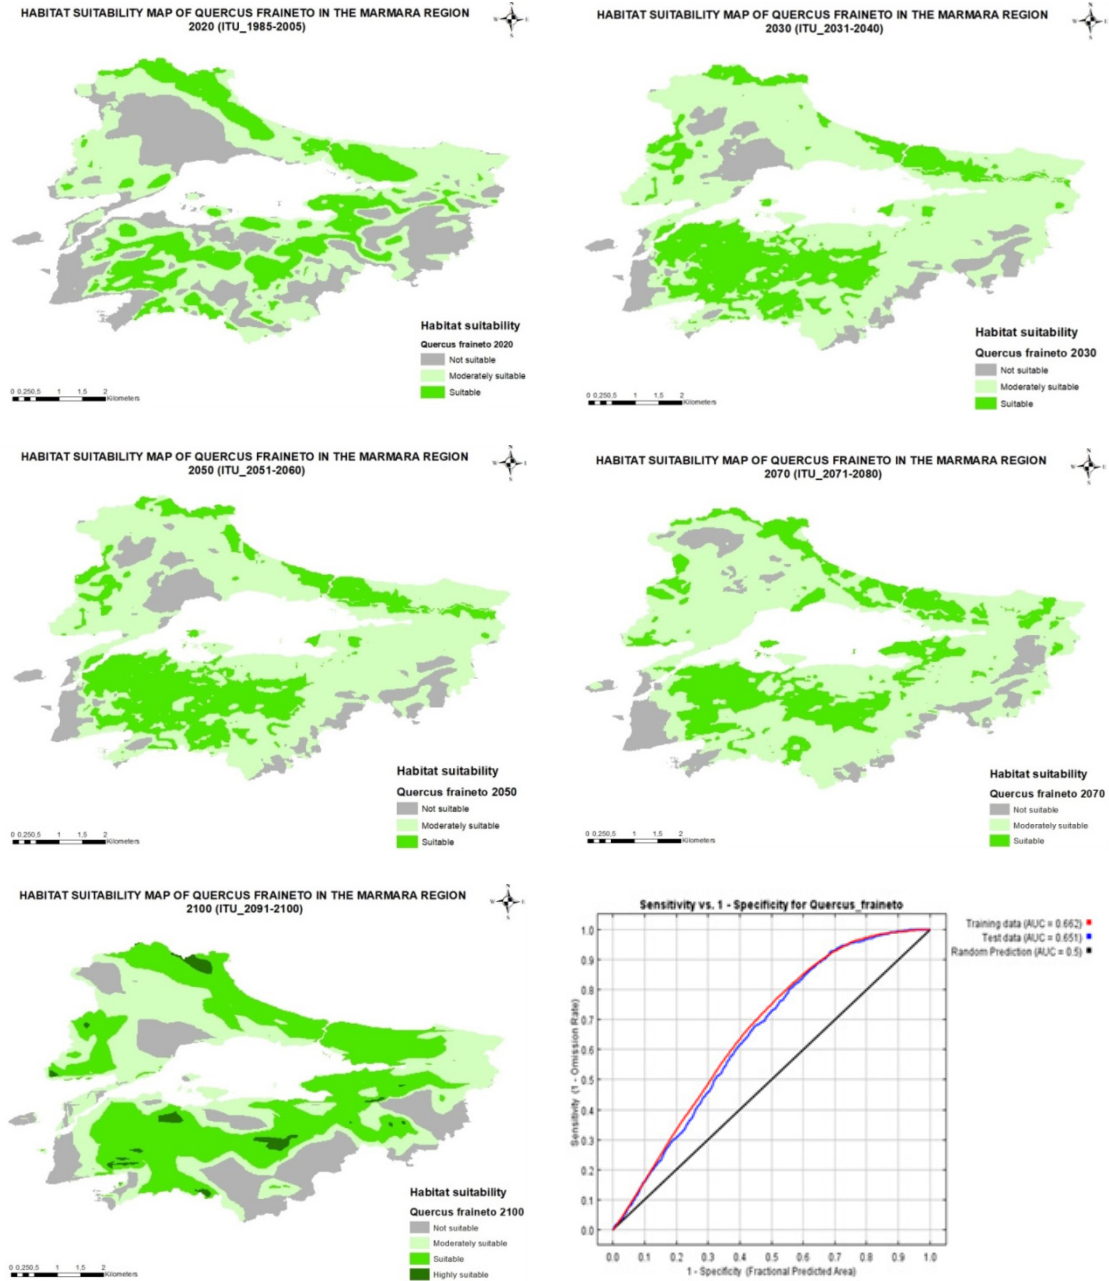 HABITAT SUITABILITY MAP OF QUERCUS FRAINETO IN THE MARMARA REGION
2020 (ITU_1985-2005)
N
W E
S
Habitat suitability
Quercus fraineto 2020
Not suitable
Moderately suitable
Suitable
0 0,250,5 1 1,5 2
Kilometers
HABITAT SUITABILITY MAP OF QUERCUS FRAINETO IN THE MARMARA REGION
2030 (ITU_2031-2040)
N
W E
S
Habitat suitability
Quercus fraineto 2030
Not suitable
Moderately suitable
Suitable
0 0,250,5 1 1,5 2
Kilometers
HABITAT SUITABILITY MAP OF QUERCUS FRAINETO IN THE MARMARA REGION
2050 (ITU_2051-2060)
N
W E
S
Habitat suitability
Quercus fraineto 2050
Not suitable
Moderately suitable
Suitable
0 0,250,5 1 1,5 2
Kilometers
HABITAT SUITABILITY MAP OF QUERCUS FRAINETO IN THE MARMARA REGION
2070 (ITU_2071-2080)
N
W E
S
Habitat suitability
Quercus fraineto 2070
Not suitable
Moderately suitable
Suitable
0 0,250,5 1 1,5 2
Kilometers
HABITAT SUITABILITY MAP OF QUERCUS FRAINETO IN THE MARMARA REGION
2100 (ITU_2091-2100)
N
W E
S
Habitat suitability
Quercus fraineto 2100
Not suitable
Moderately suitable
Suitable
Highly suitable
0 0,250,5 1 1,5 2
Kilometers
Sensitivity vs. 1 - Specificity for Quercus_fraineto
Training data (AUC = 0.662)
Test data (AUC = 0.651)
Random Prediction (AUC = 0.5)
Sensitivity (1 - Omission Rate)
1.0
0.9
0.8
0.7
0.6
0.5
0.4
0.3
0.2
0.1
0.0
0.0 0.1 0.2 0.3 0.4 0.5 0.6 0.7 0.8 0.9 1.0
1 - Specificity (Fractional Predicted Area)